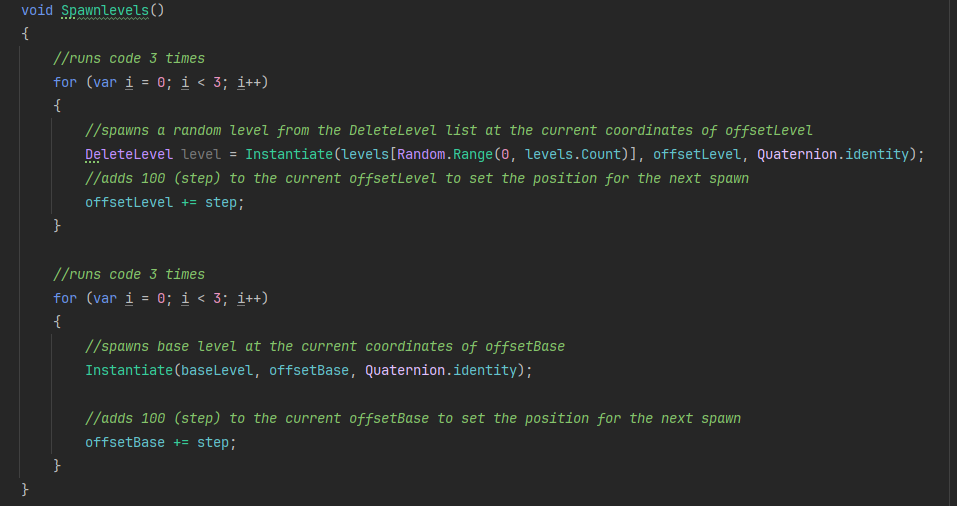 void Spawnlevels()
{
    //runs code 3 times
    for (var i = 0; i < 3; i++)
    {
        //spawns a random level from the DeleteLevel list at the current coordinates of offsetLevel
        DeleteLevel level = Instantiate(levels[Random.Range(0, levels.Count)], offsetLevel, Quaternion.identity);
        //adds 100 (step) to the current offsetLevel to set the position for the next spawn
        offsetLevel += step;
    }

    //runs code 3 times
    for (var i = 0; i < 3; i++)
    {
        //spawns base level at the current coordinates of offsetBase
        Instantiate(baseLevel, offsetBase, Quaternion.identity);

        //adds 100 (step) to the current offsetBase to set the position for the next spawn
        offsetBase += step;
    }
}